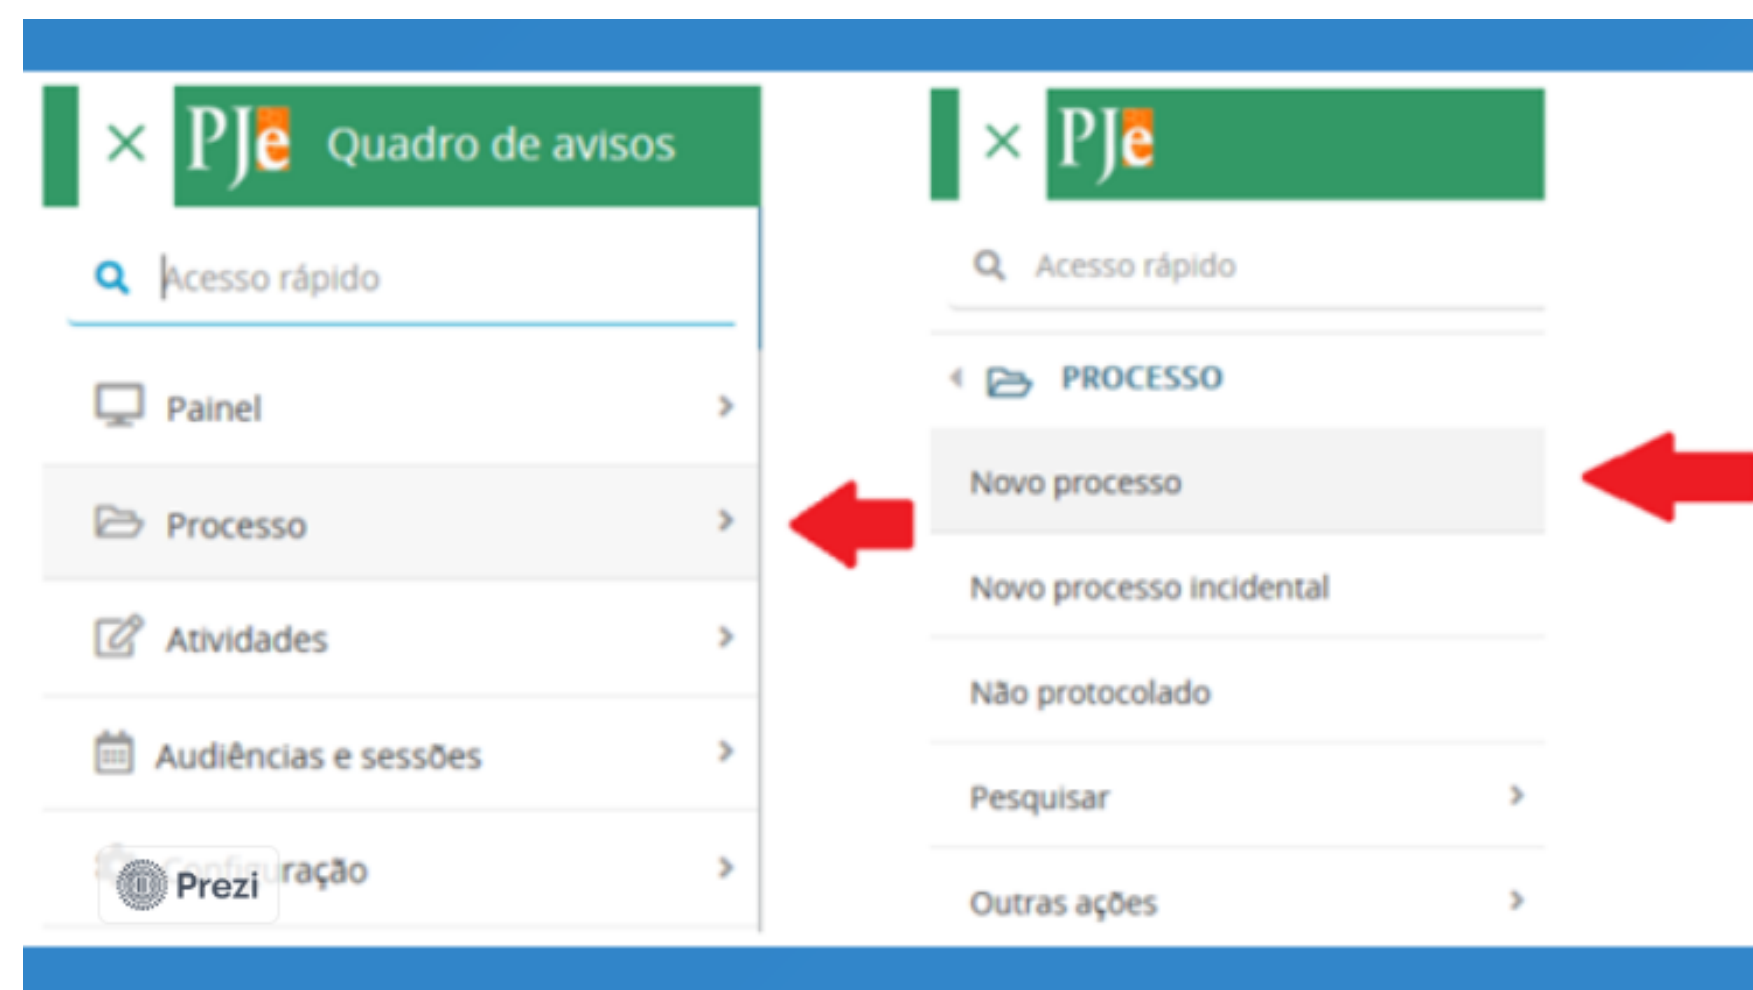 PJe Quadro de avisos
Acesso rápido
Painel
Processo
Atividades
Audiências e sessões
Configuração
Prezi
PJe
Acesso rápido
PROCESSO
Novo processo
Novo processo incidental
Não protocolado
Pesquisar
Outras ações